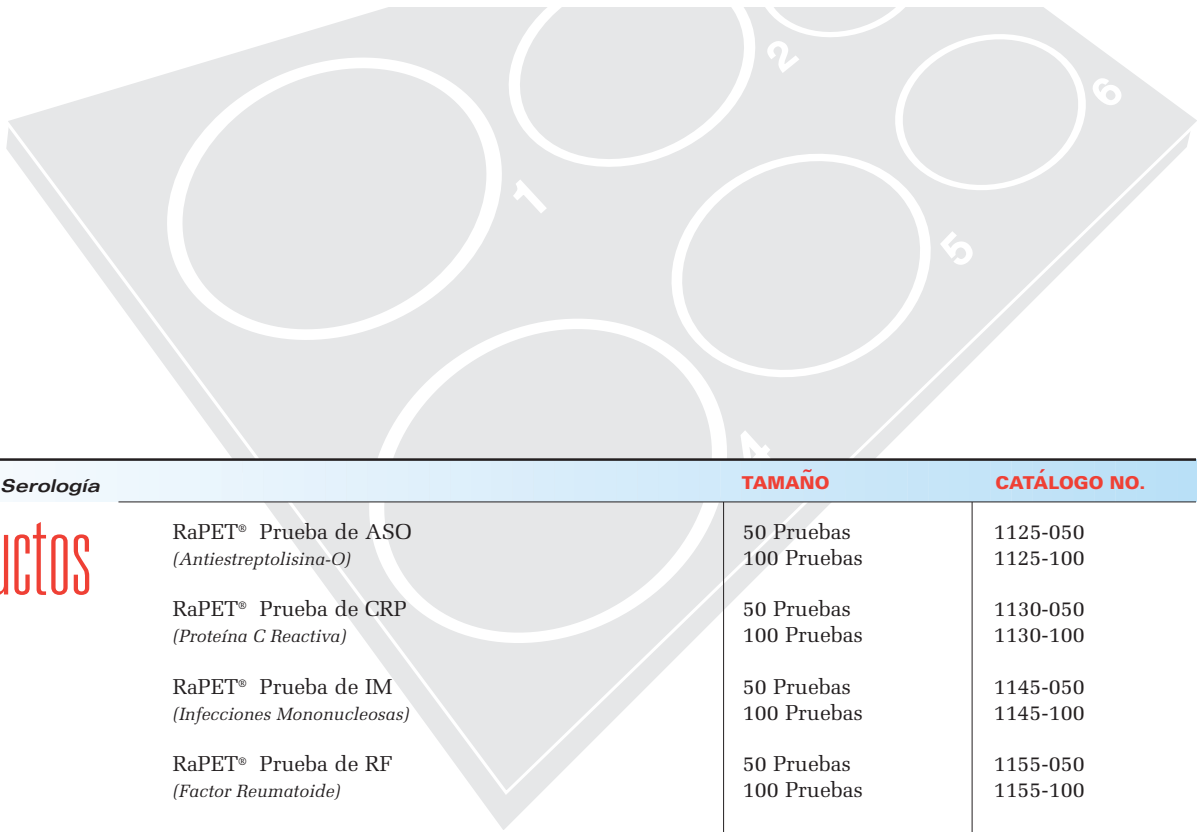 1
2
6
5
4
Serología TAMAÑO CATÁLOGO NO.
RaPET® Prueba de ASO 50 Pruebas 1125-050
(Antiestreptolisina-O) 100 Pruebas 1125-100
RaPET® Prueba de CRP 50 Pruebas 1130-050
(Proteína C Reactiva) 100 Pruebas 1130-100
RaPET® Prueba de IM 50 Pruebas 1145-050
(Infecciones Mononucleosas) 100 Pruebas 1145-100
RaPET® Prueba de RF 50 Pruebas 1155-050
(Factor Reumatoide) 100 Pruebas 1155-100